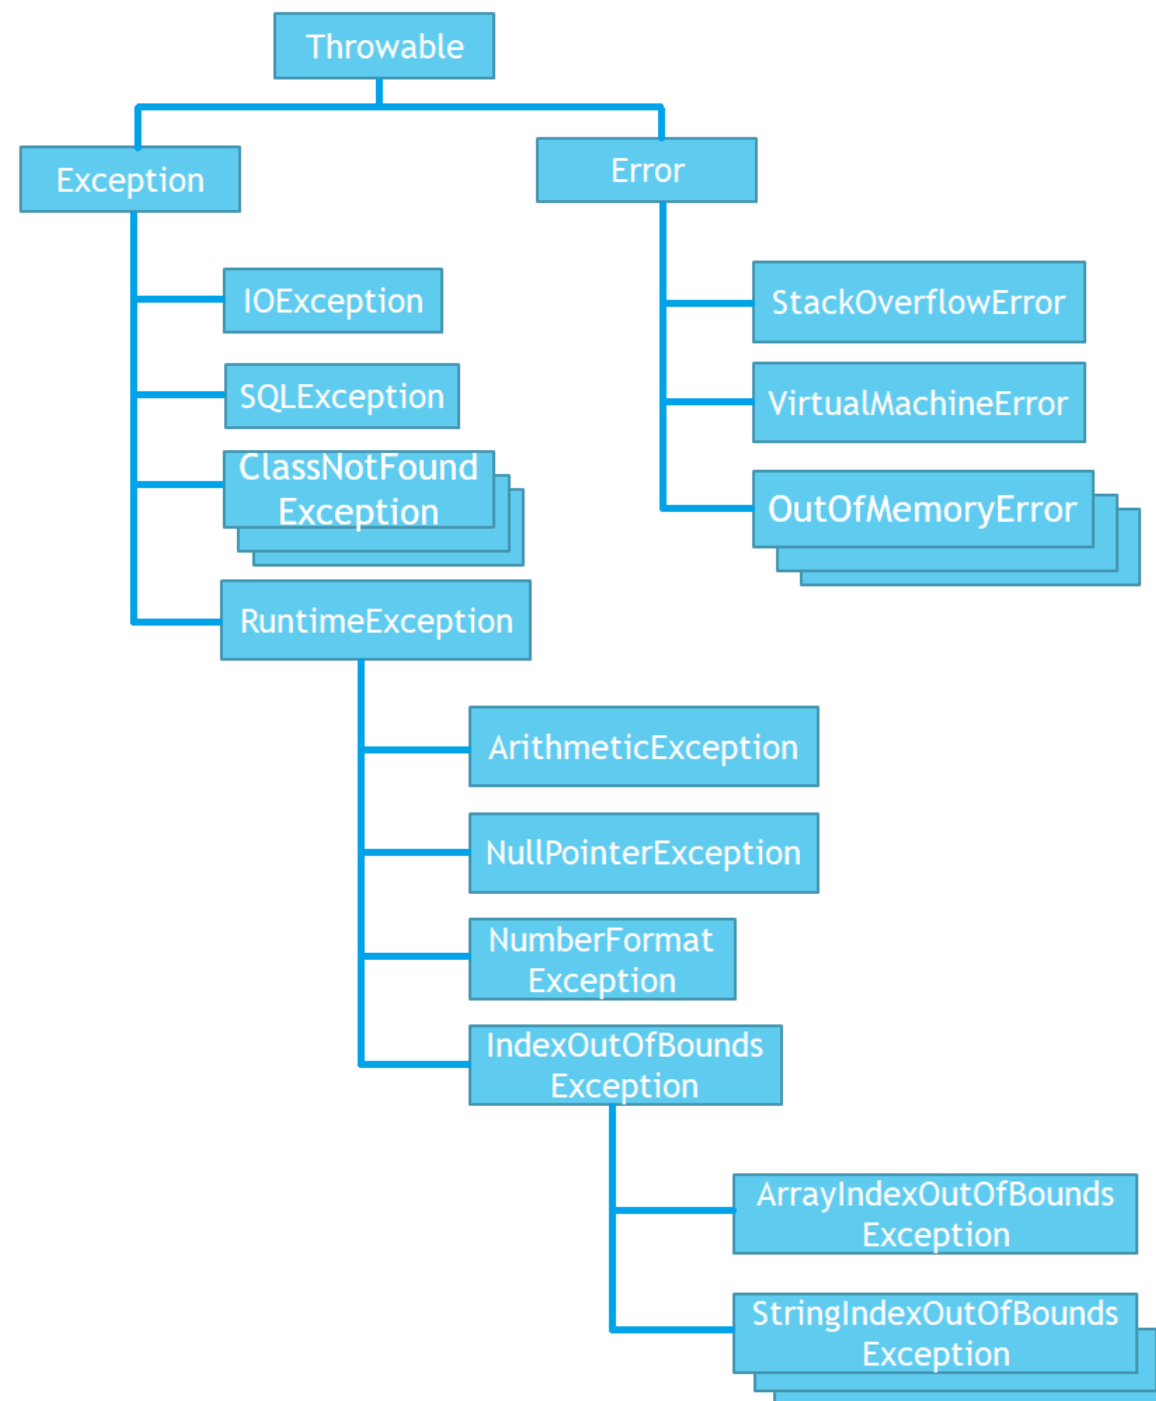 Throwable
Exception
Error
IOException
StackOverflowError
SQLException
VirtualMachineError
ClassNotFound
Exception
OutOfMemoryError
RuntimeException
ArithmeticException
NullPointerException
NumberFormat
Exception
IndexOutOfBounds
Exception
ArrayIndexOutOfBounds
Exception
StringIndexOutOfBounds
Exception